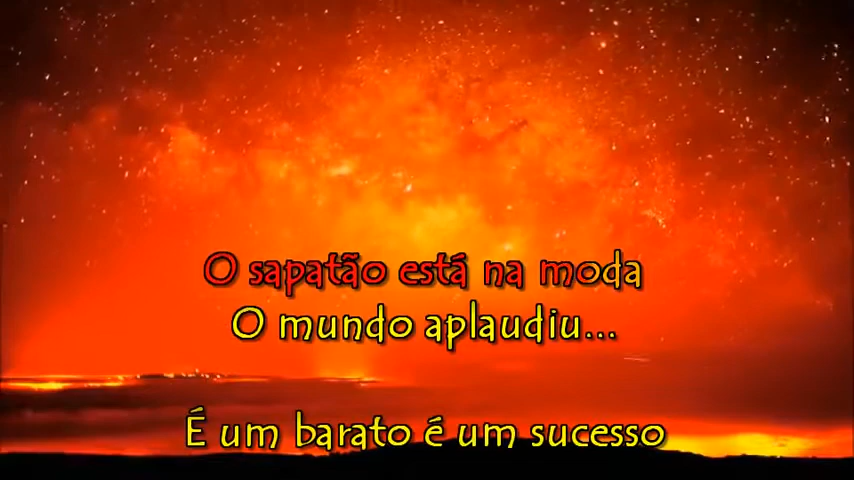 O sapatão está na moda
O mundo aplaudiu...
É um barato é um sucesso